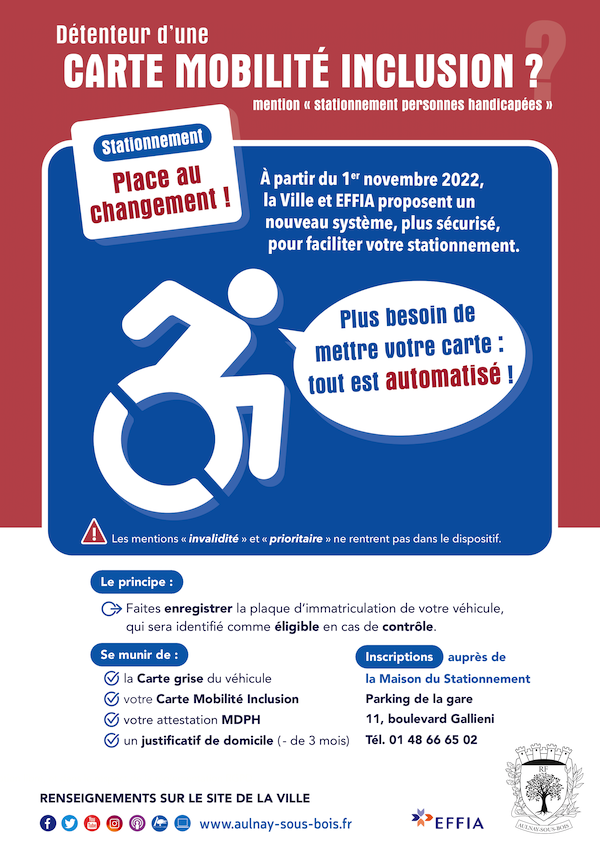 Détenteur d'une
CARTE MOBILITÉ INCLUSION ?
?
mention « stationnement personnes handicapées »
Stationnement
Place au
changement !
À partir du 1er novembre 2022,
la Ville et EFFIA proposent un
nouveau système, plus sécurisé,
pour faciliter votre stationnement.
Plus besoin de
mettre votre carte :
tout est automatisé !
Les mentions « invalidité » et « prioritaire » ne rentrent pas dans le dispositif.
Le principe :
Faites enregistrer la plaque d'immatriculation de votre véhicule,
qui sera identifié comme éligible en cas de contrôle.
Se munir de :
la Carte grise du véhicule
votre Carte Mobilité Inclusion
votre attestation MDPH
un justificatif de domicile (- de 3 mois)
Inscriptions auprès de
la Maison du Stationnement
Parking de la gare
11, boulevard Gallieni
Tél. 01 48 66 65 02
RENSEIGNEMENTS SUR LE SITE DE LA VILLE
www.aulnay-sous-bois.fr
EFFIA
RF
AULNAY-SOUS-BOIS